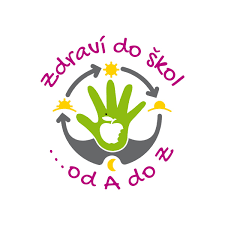 Zdraví do škol
...od A do Z